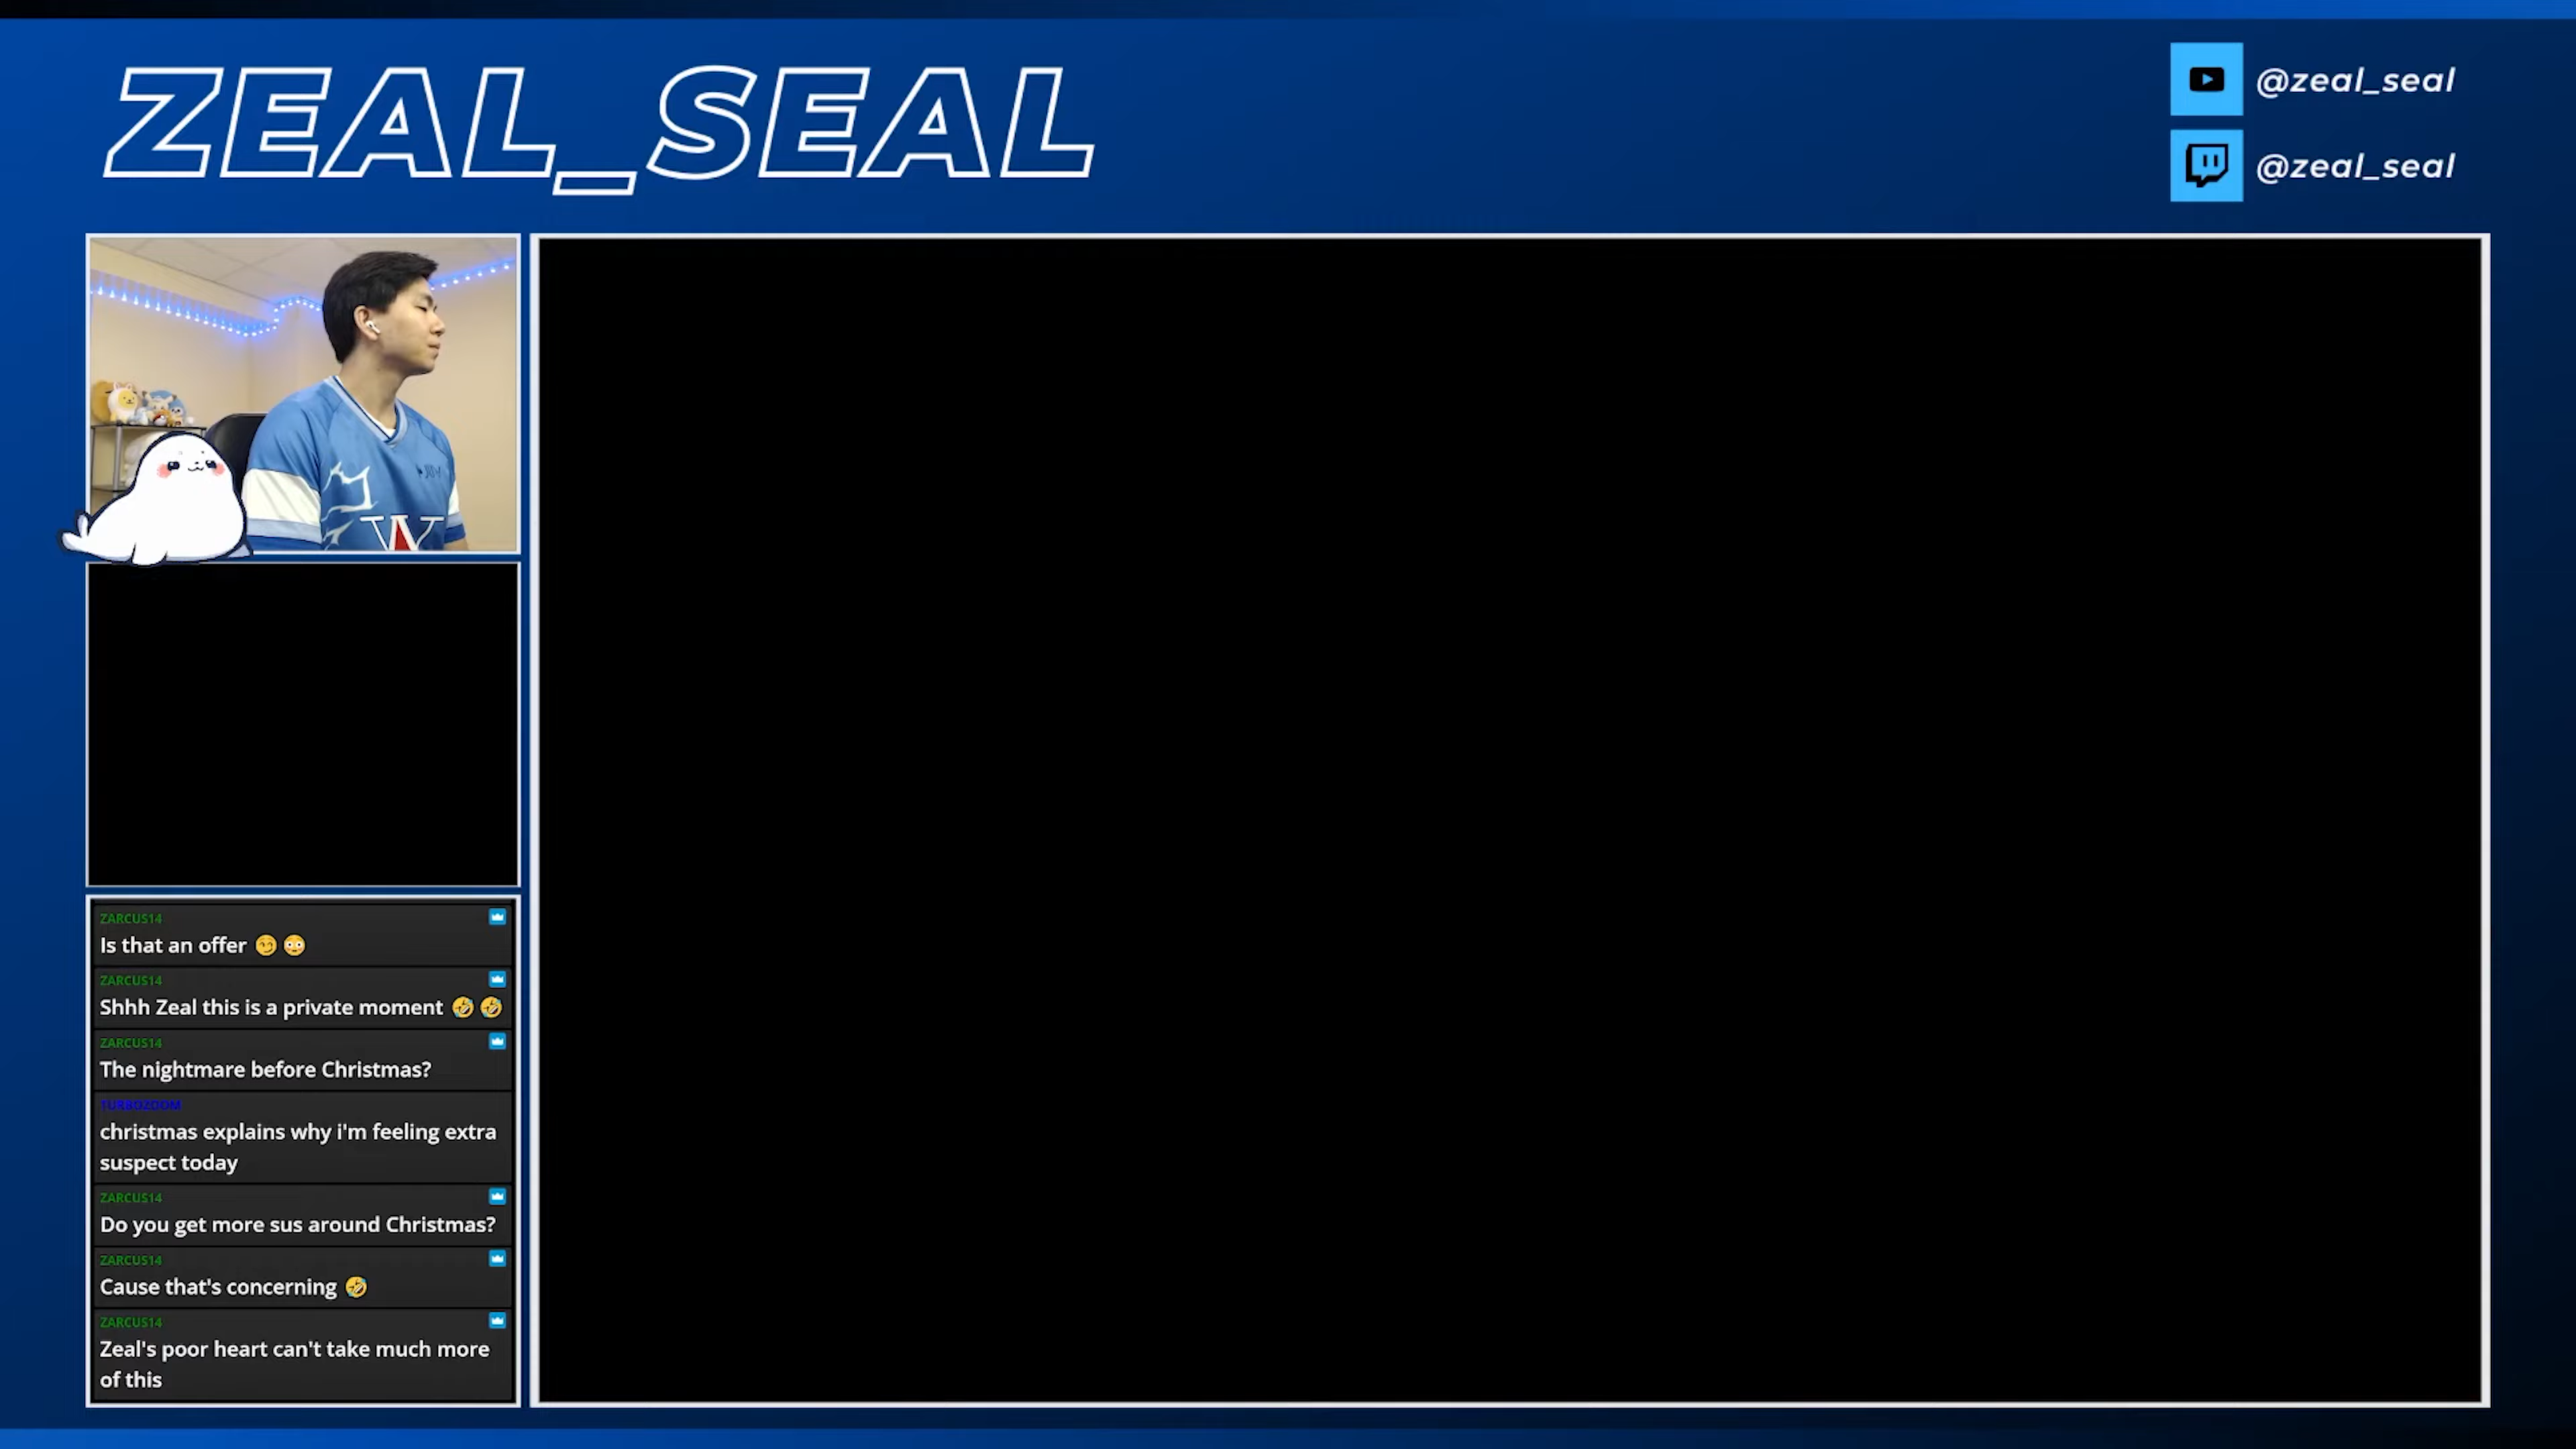 ZEAL_SEAL
@zeal_seal
@zeal_seal
ZARCUS14
Is that an offer 😏 😳
ZARCUS14
Shhh Zeal this is a private moment 🤣 🤣
ZARCUS14
The nightmare before Christmas?
TURBOZOOM
christmas explains why i'm feeling extra
suspect today
ZARCUS14
Do you get more sus around Christmas?
ZARCUS14
Cause that's concerning 🤣
ZARCUS14
Zeal's poor heart can't take much more
of this